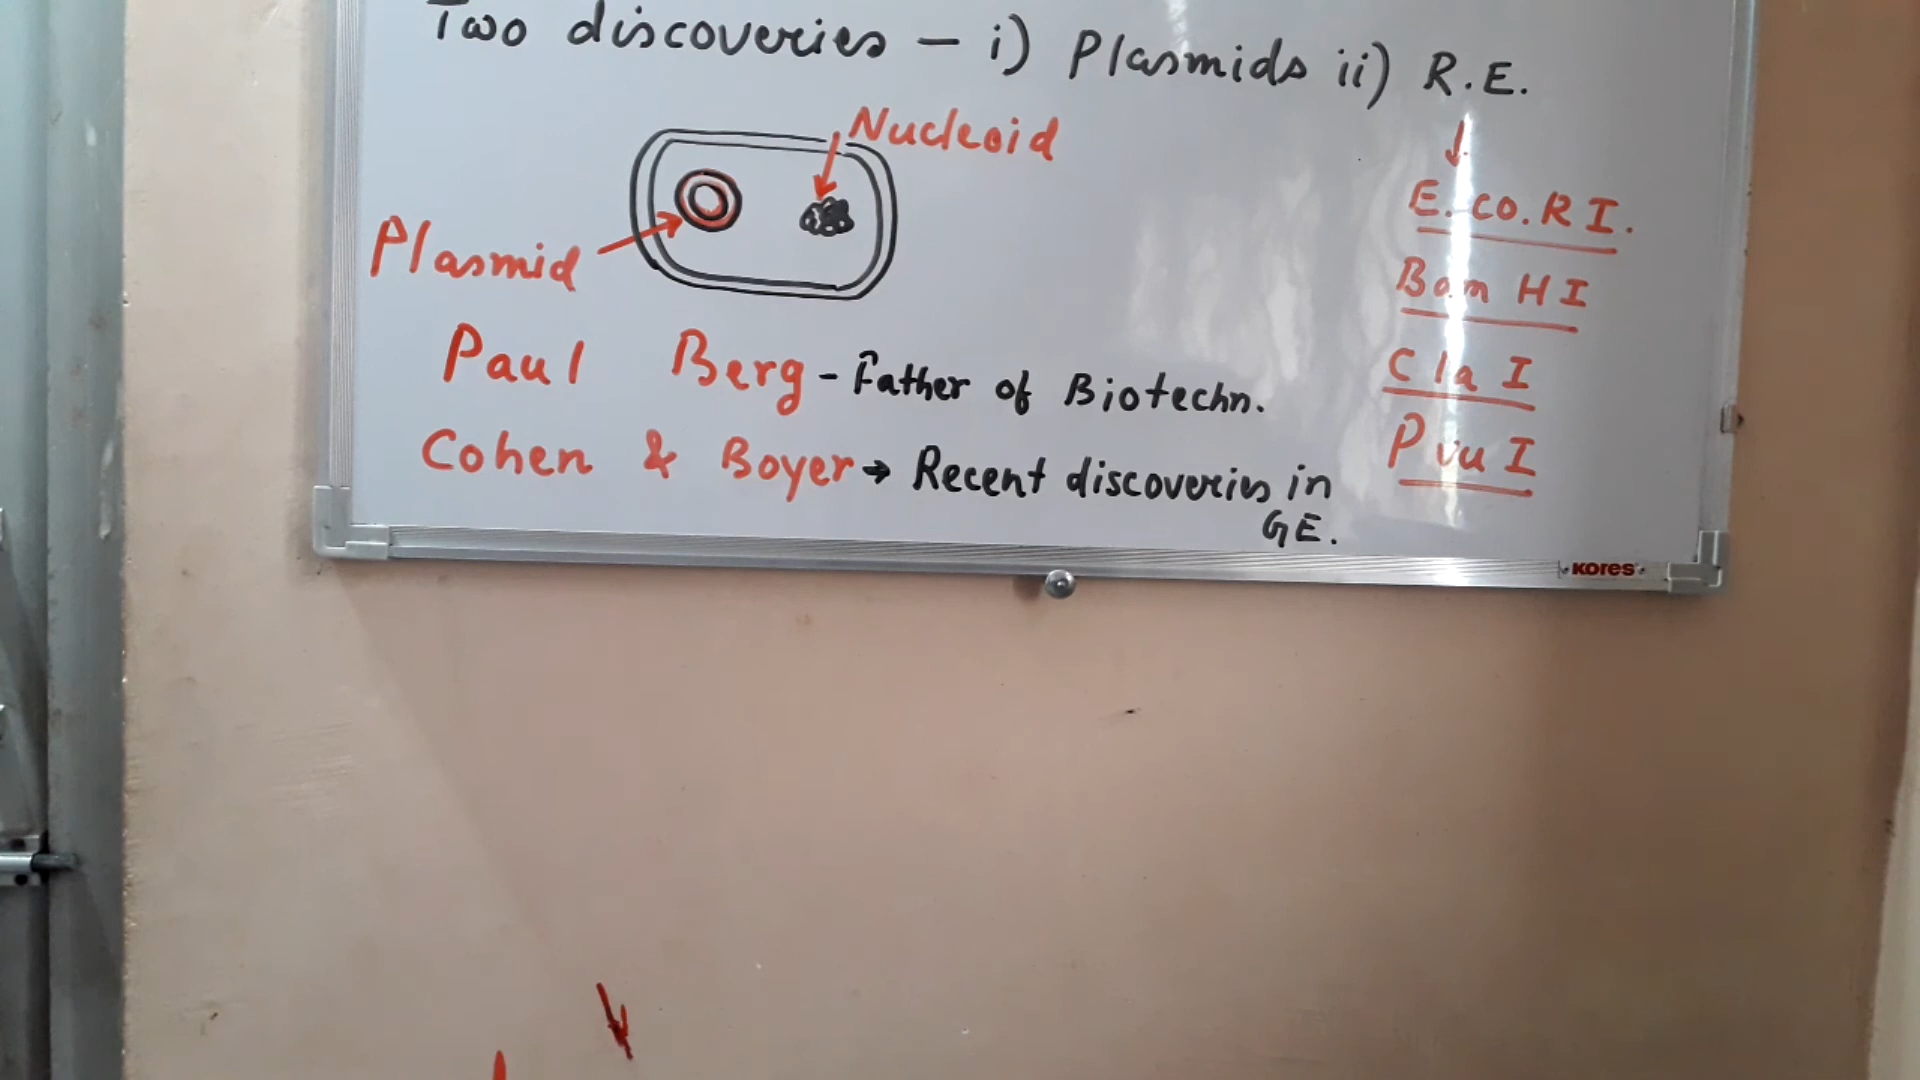 Two discoveries - i) Plasmids ii) R.E.
Nucleoid
Plasmid
E.co.R I.
Bam H I
Cla I
Pvu I
Paul Berg - Father of Biotechn.
Cohen & Boyer → Recent discoveries in
GE.
KORES